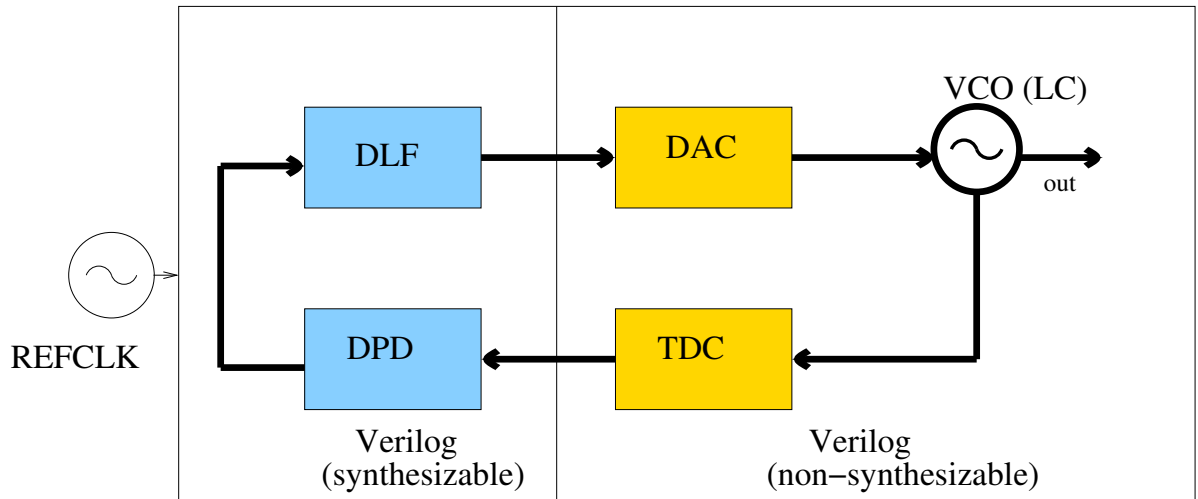 VCO (LC)
DLF
DAC
out
REFCLK
DPD
TDC
Verilog
(synthesizable)
Verilog
(non−synthesizable)